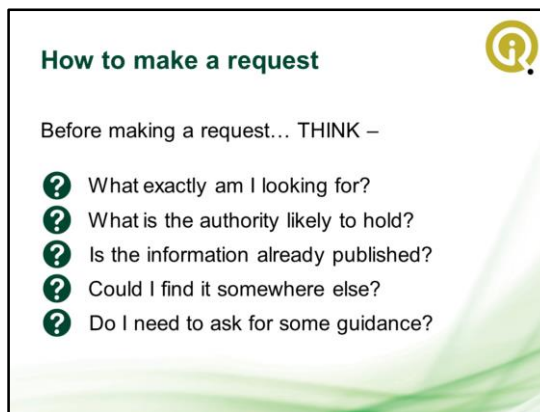 How to make a request
Before making a request… THINK –
? What exactly am I looking for?
? What is the authority likely to hold?
? Is the information already published?
? Could I find it somewhere else?
? Do I need to ask for some guidance?